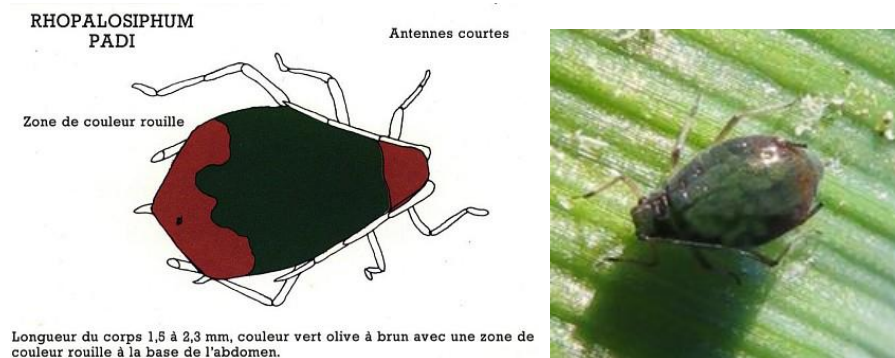 RHOPALOSIPHUM
PADI
Antennes courtes
Zone de couleur rouille
Longueur du corps 1,5 à 2,3 mm, couleur vert olive à brun avec une zone de
couleur rouille à la base de l'abdomen.